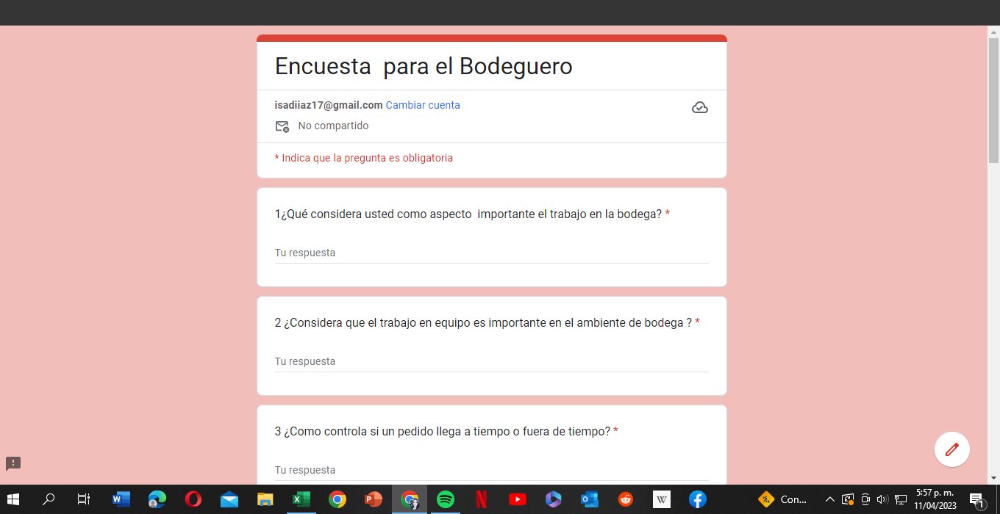 Encuesta  para el Bodeguero
isadiiaz17@gmail.com Cambiar cuenta
No compartido
* Indica que la pregunta es obligatoria
1¿Qué considera usted como aspecto  importante el trabajo en la bodega? *
Tu respuesta
2 ¿Considera que el trabajo en equipo es importante en el ambiente de bodega ? *
Tu respuesta
3 ¿Como controla si un pedido llega a tiempo o fuera de tiempo? *
Tu respuesta
Con...
5:57 p. m.
11/04/2023
1